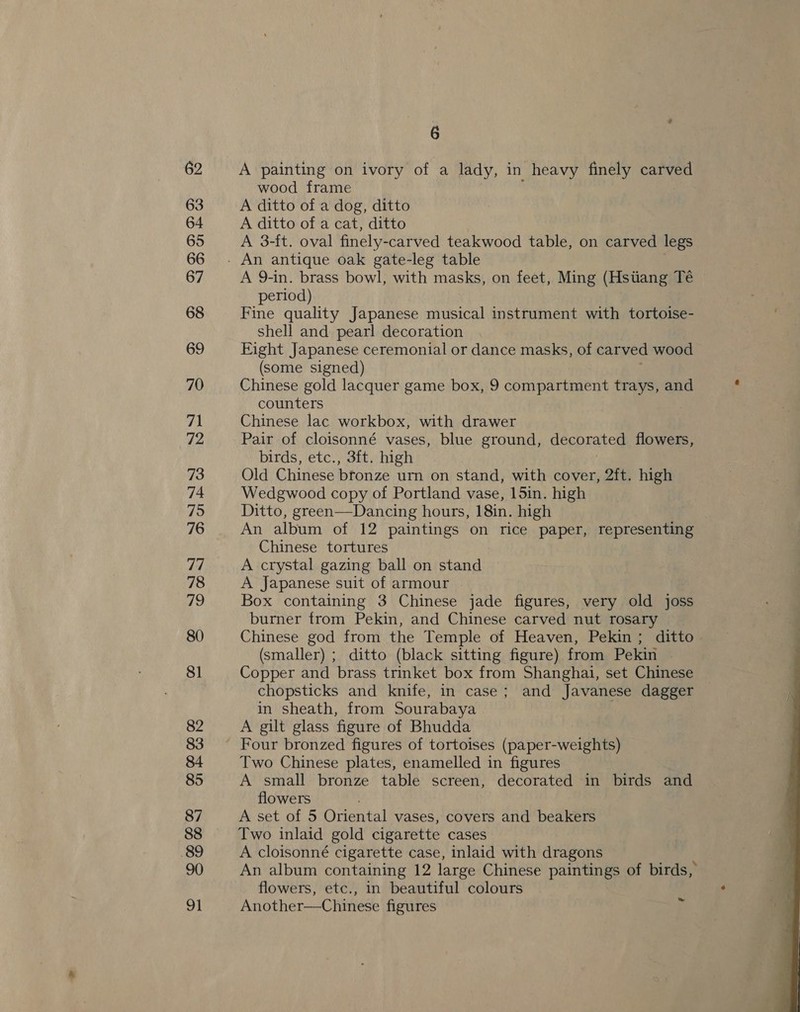 6
62 A painting on ivory of a lady, in heavy finely carved
wood frame
63 A ditto of a dog, ditto
64 A ditto of a cat, ditto
65 A 3-ft. oval finely-carved teakwood table, on carved legs
66 An antique oak gate-leg table
67 A 9-in. brass bowl, with masks, on feet, Ming (Hsüang Té
period)
68 Fine quality Japanese musical instrument with tortoise-
shell and pearl decoration
69 Eight Japanese ceremonial or dance masks, of carved wood
(some signed)
70 Chinese gold lacquer game box, 9 compartment trays, and
counters
71 Chinese lac workbox, with drawer
72 Pair of cloisonné vases, blue ground, decorated flowers,
birds, etc., 3ft. high
73 Old Chinese bronze urn on stand, with cover, 2ft. high
74 Wedgwood copy of Portland vase, 15in. high
75 Ditto, green—Dancing hours, 18in. high
76 An album of 12 paintings on rice paper, representing
Chinese tortures
77 A crystal gazing ball on stand
78 A Japanese suit of armour
79 Box containing 3 Chinese jade figures, very old joss
burner from Pekin, and Chinese carved nut rosary
80 Chinese god from the Temple of Heaven, Pekin ; ditto
(smaller) ; ditto (black sitting figure) from Pekin
81 Copper and brass trinket box from Shanghai, set Chinese
chopsticks and knife, in case ; and Javanese dagger
in sheath, from Sourabaya
82 A gilt glass figure of Bhudda
83 Four bronzed figures of tortoises (paper-weights)
84 Two Chinese plates, enamelled in figures
85 A small bronze table screen, decorated in birds and
flowers
87 A set of 5 Oriental vases, covers and beakers
88 Two inlaid gold cigarette cases
89 A cloisonné cigarette case, inlaid with dragons
90 An album containing 12 large Chinese paintings of birds,
flowers, etc., in beautiful colours
91 Another—Chinese figures